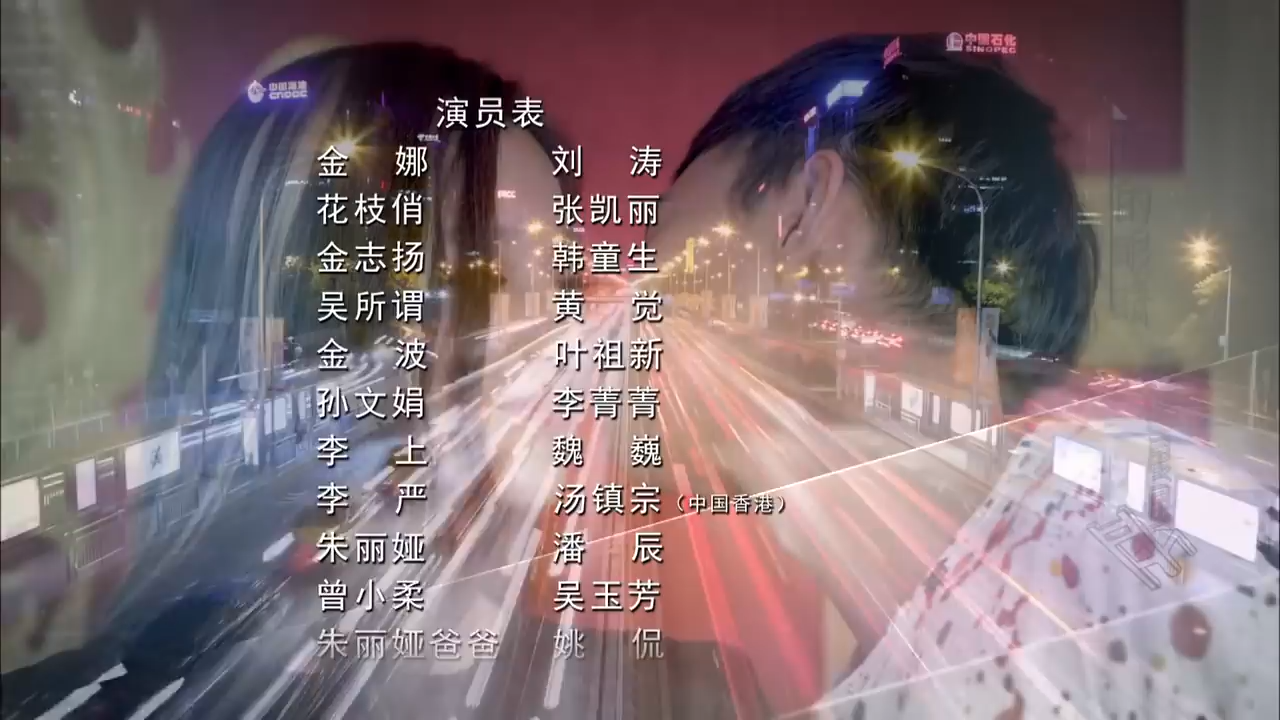 中国石化
SINOPEC
中国海油
CNOOC
演员表
金 娜 刘 涛
花枝俏 张凯丽
金志扬 韩童生
吴所谓 黄 觉
金 波 叶祖新
孙文娟 李菁菁
李 上 魏 巍
李 严 汤镇宗（中国香港）
朱丽娅 潘 辰
曾小柔 吴玉芳
朱丽娅爸爸 姚 侃